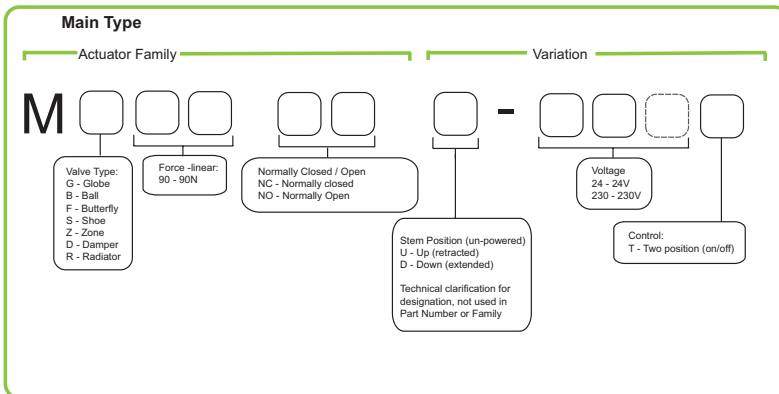 Main Type
Actuator Family
Variation
M
-
Valve Type:
G - Globe
B - Ball
F - Butterfly
S - Shoe
Z - Zone
D - Damper
R - Radiator
Force -linear:
90 - 90N
Normally Closed / Open
NC - Normally closed
NO - Normally Open
Stem Position (un-powered)
U - Up (retracted)
D - Down (extended)
Technical clarification for
designation, not used in
Part Number or Family
Voltage
24 - 24V
230 - 230V
Control:
T - Two position (on/off)